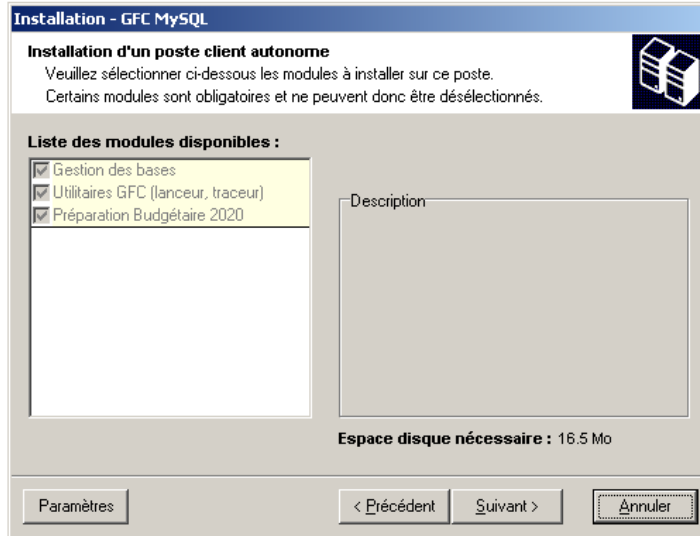 Installation - GFC MySQL
Installation d'un poste client autonome
Veuillez sélectionner ci-dessous les modules à installer sur ce poste.
Certains modules sont obligatoires et ne peuvent donc être désélectionnés.
Liste des modules disponibles :
Gestion des bases
Utilitaires GFC (lanceur, traceur)
Préparation Budgétaire 2020
Description
Espace disque nécessaire : 16.5 Mo
Paramètres
< Précédent
Suivant >
Annuler